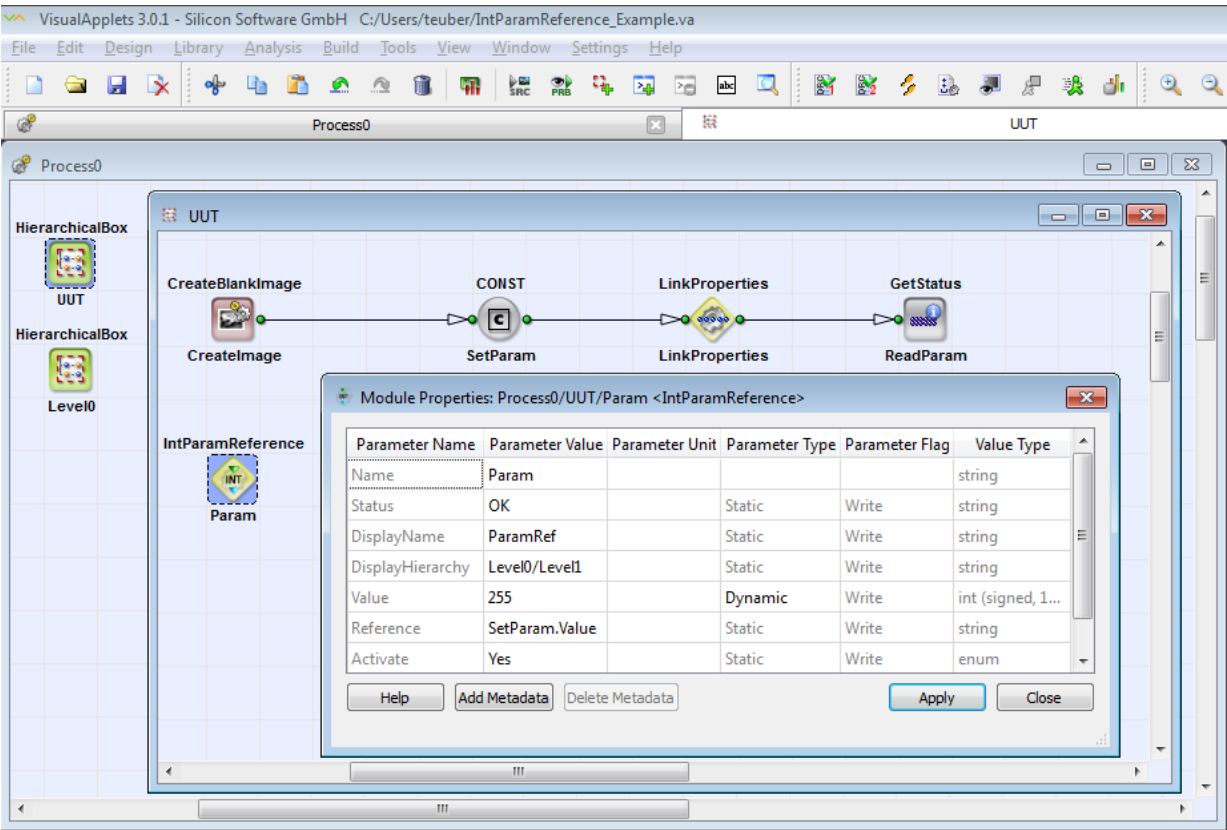 VisualApplets 3.0.1 - Silicon Software GmbH C:/Users/teuber/IntParamReference_Example.va
File Edit Design Library Analysis Build Tools View Window Settings Help
SRC PRB abc
Process0 UUT
Process0
UUT
HierarchicalBox
UUT
HierarchicalBox
Level0
CreateBlankImage CONST LinkProperties GetStatus
C
CreateImage SetParam LinkProperties ReadParam
IntParamReference
INT
Param
Module Properties: Process0/UUT/Param <IntParamReference>
Parameter Name Parameter Value Parameter Unit Parameter Type Parameter Flag Value Type
Name Param string
Status OK Static Write string
DisplayName ParamRef Static Write string
DisplayHierarchy Level0/Level1 Static Write string
Value 255 Dynamic Write int (signed, 1...
Reference SetParam.Value Static Write string
Activate Yes Static Write enum
Help Add Metadata Delete Metadata Apply Close